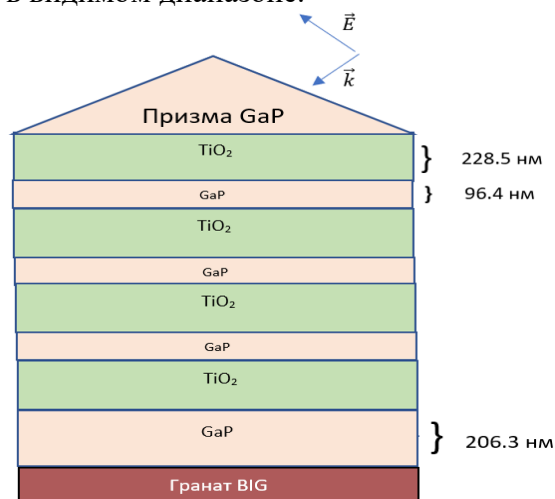 в видимом диапазоне.
E
k
Призма GaP
TiO₂
} 228.5 нм
GaP
} 96.4 нм
TiO₂
GaP
TiO₂
GaP
TiO₂
GaP
} 206.3 нм
Гранат BIG